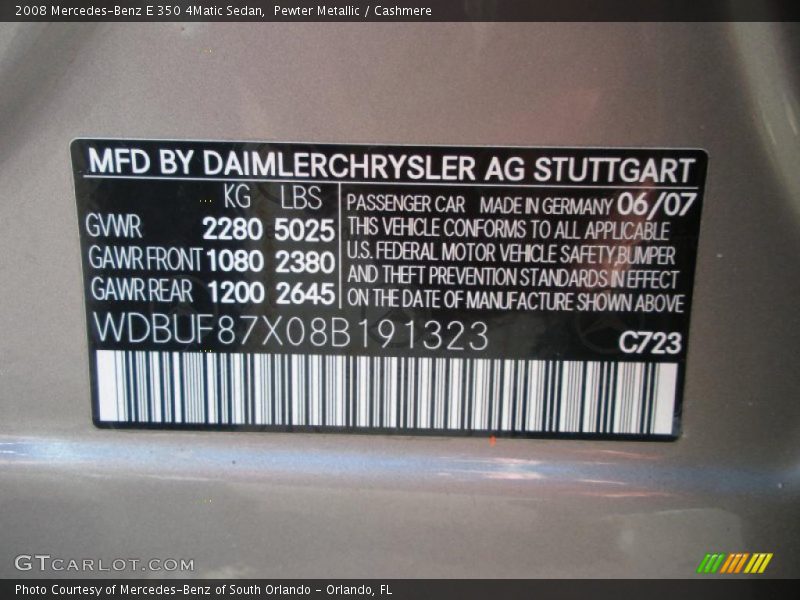 2008 Mercedes-Benz E 350 4Matic Sedan,  Pewter Metallic / Cashmere
MFD BY DAIMLERCHRYSLER AG STUTTGART
KG LBS
GVWR 2280 5025
GAWR FRONT 1080 2380
GAWR REAR 1200 2645
PASSENGER CAR MADE IN GERMANY 06/07
THIS VEHICLE CONFORMS TO ALL APPLICABLE
U.S. FEDERAL MOTOR VEHICLE SAFETY,BUMPER
AND THEFT PREVENTION STANDARDS IN EFFECT
ON THE DATE OF MANUFACTURE SHOWN ABOVE
WDBUF87X08B191323
C723
GTCARLOT.COM
Photo Courtesy of Mercedes-Benz of South Orlando - Orlando, FL